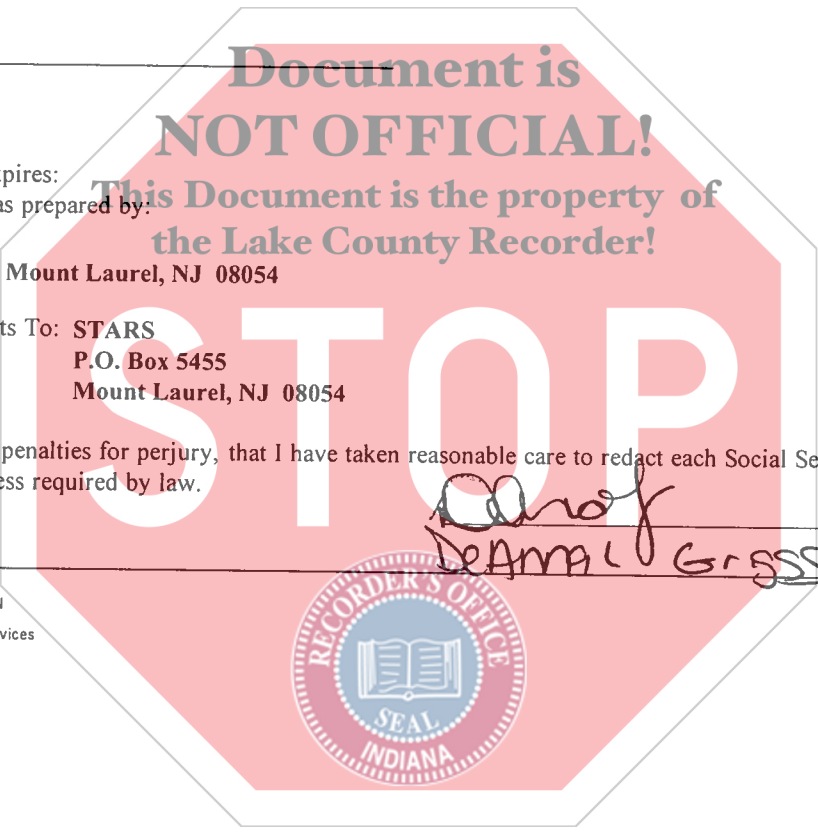 Document is
NOT OFFICIAL!
pires:
This Document is the property of
as prepared by:
the Lake County Recorder!
Mount Laurel, NJ 08054
ts To: STARS
P.O. Box 5455
Mount Laurel, NJ 08054
STOP
penalties for perjury, that I have taken reasonable care to redact each Social Se
ess required by law.
RECORDER'S OFFICE
vices
SEAL
INDIANA